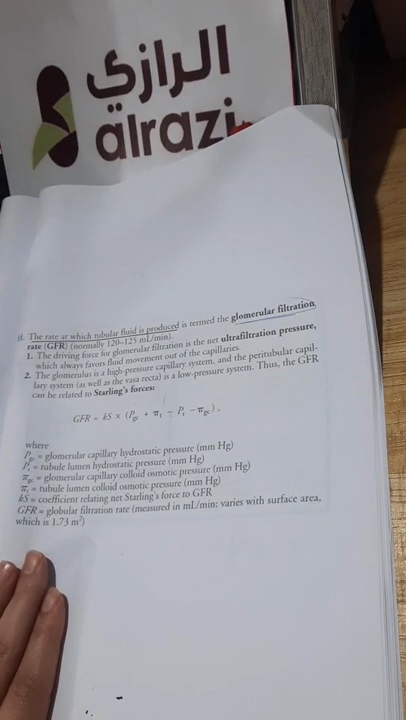 الرازي
alrazi
B. The rate at which tubular fluid is produced is termed the glomerular filtration
rate (GFR) (normally 120–125 mL/min).
1. The driving force for glomerular filtration is the net ultrafiltration pressure,
which always favors fluid movement out of the capillaries.
2. The glomerulus is a high-pressure capillary system, and the peritubular capil-
lary system (as well as the vasa recta) is a low-pressure system. Thus, the GFR
can be related to Starling's forces:
GFR = kS × (Pgc + πt − Pt − πgc),
where
Pgc = glomerular capillary hydrostatic pressure (mm Hg)
Pt = tubule lumen hydrostatic pressure (mm Hg)
πgc = glomerular capillary colloid osmotic pressure (mm Hg)
πt = tubule lumen colloid osmotic pressure (mm Hg)
kS = coefficient relating net Starling's force to GFR
GFR = globular filtration rate (measured in mL/min; varies with surface area,
which is 1.73 m²)